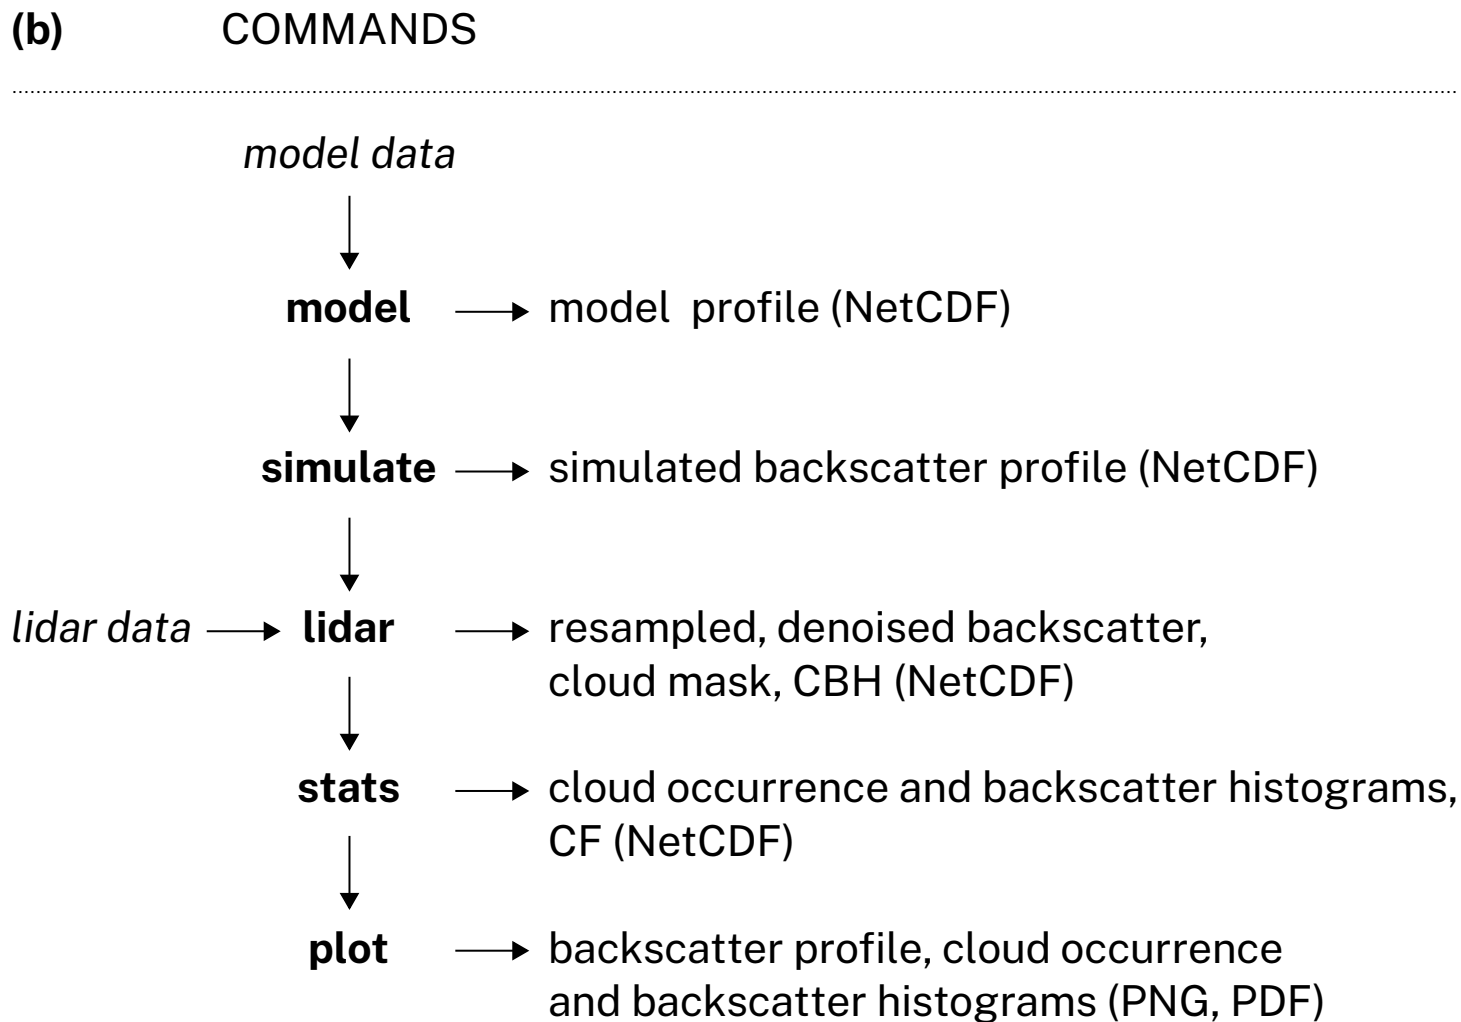 (b) COMMANDS
model data
model model profile (NetCDF)
simulate simulated backscatter profile (NetCDF)
lidar data lidar resampled, denoised backscatter,
cloud mask, CBH (NetCDF)
stats cloud occurrence and backscatter histograms,
CF (NetCDF)
plot backscatter profile, cloud occurrence
and backscatter histograms (PNG, PDF)